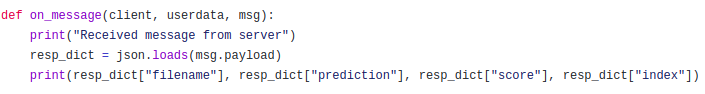 def on_message(client, userdata, msg):
    print("Received message from server")
    resp_dict = json.loads(msg.payload)
    print(resp_dict["filename"], resp_dict["prediction"], resp_dict["score"], resp_dict["index"])